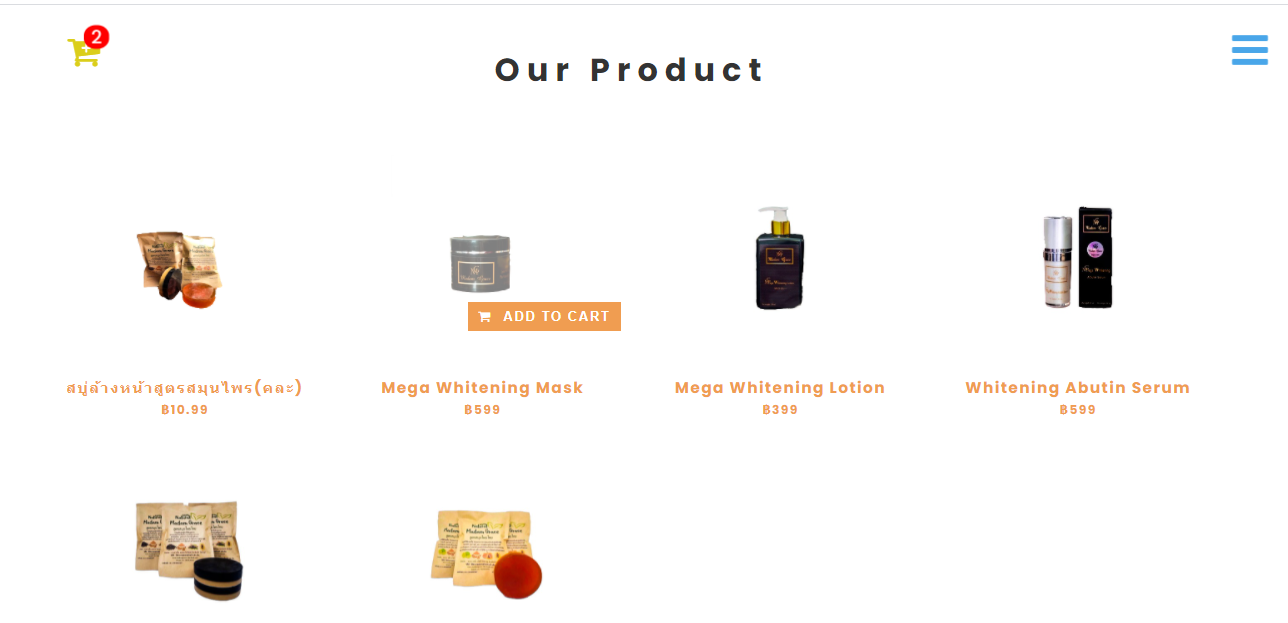 2
Our Product
ADD TO CART
สบู่ล้างหน้าสูตรสมุนไพร(คละ)
Mega Whitening Mask
Mega Whitening Lotion
Whitening Abutin Serum
฿10.99
฿599
฿399
฿599